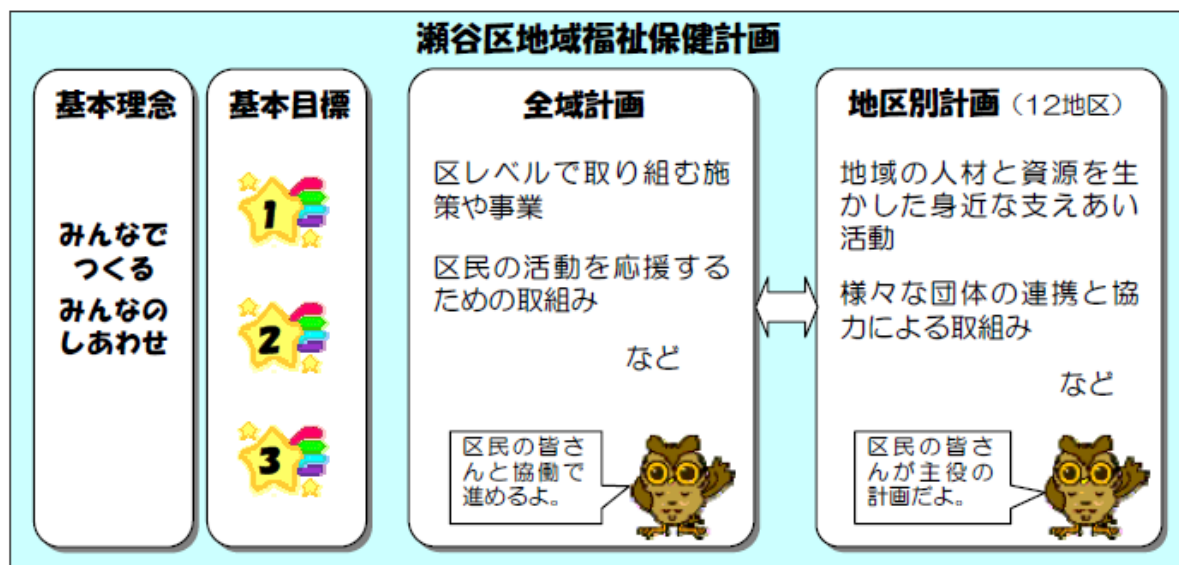 瀬谷区地域福祉保健計画
基本理念
みんなで
つくる
みんなの
しあわせ
基本目標
1
2
3
全域計画
区レベルで取り組む施
策や事業
区民の活動を応援する
ための取組み
など
区民の皆さ
んと協働で
進めるよ。
地区別計画（12地区）
地域の人材と資源を生
かした身近な支えあい
活動
様々な団体の連携と協
力による取組み
など
区民の皆さ
んが主役の
計画だよ。